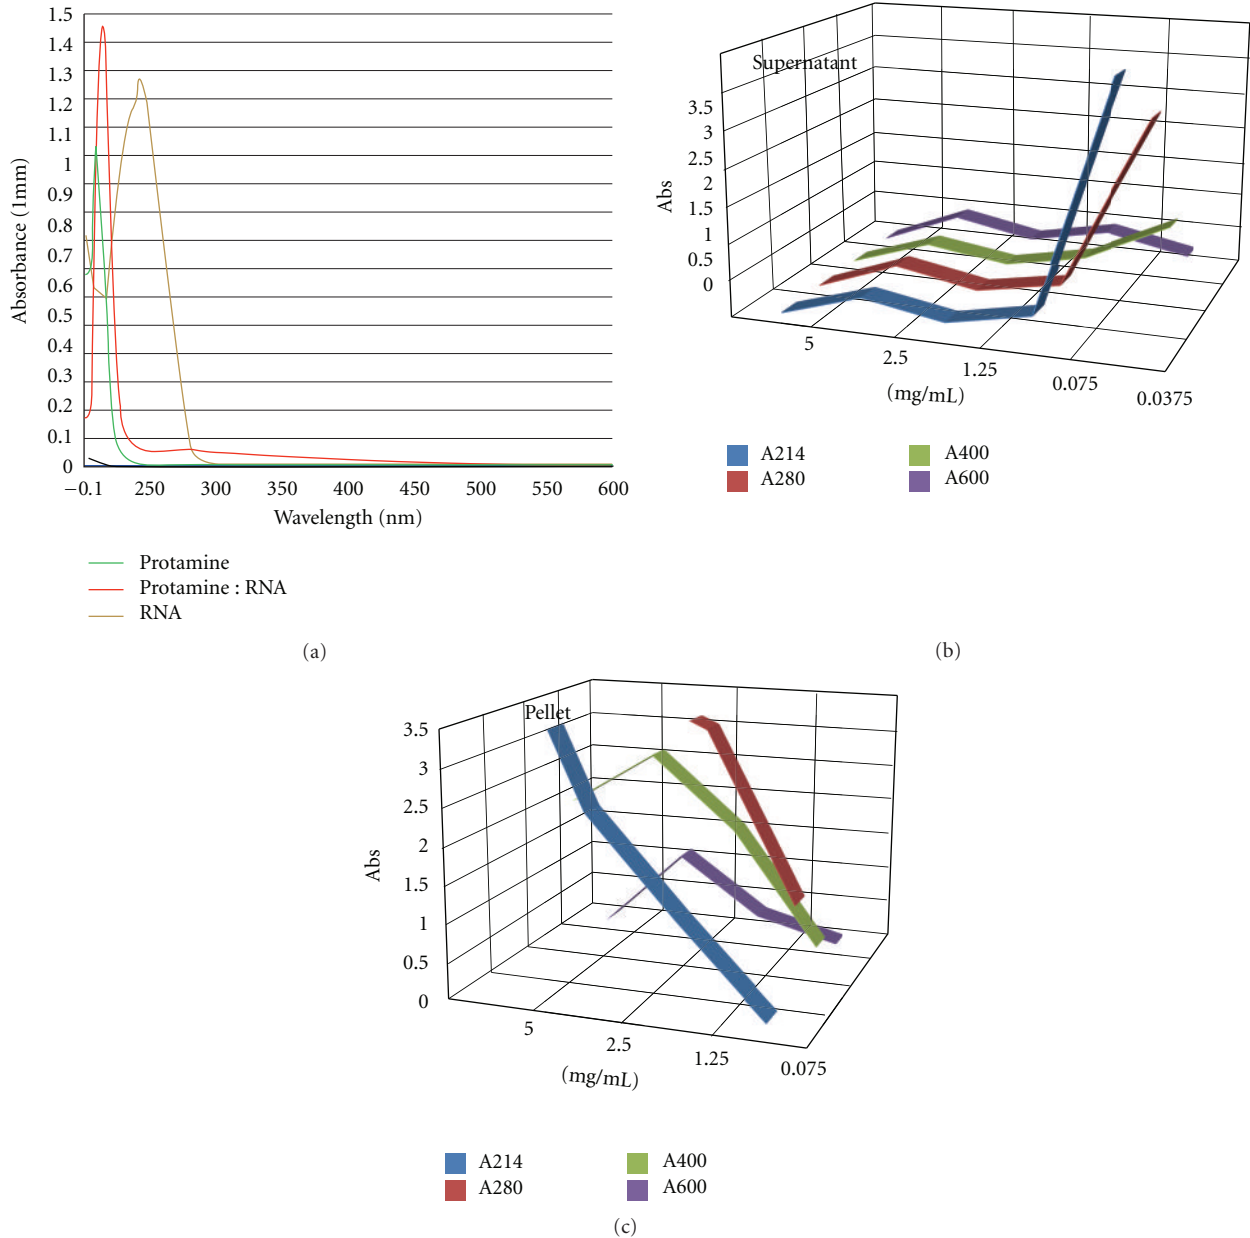 1.5
1.4
1.3
1.2
1.1
1
0.9
0.8
0.7
0.6
0.5
0.4
0.3
0.2
0.1
0
Absorbance (1mm)
−0.1 250 300 350 400 450 500 550 600
Wavelength (nm)
Protamine
Protamine : RNA
RNA
(a)
Supernatant
3.5
3
2.5
2
1.5
1
0.5
0
Abs
5
2.5
1.25
0.075
0.0375
(mg/mL)
A214
A280
A400
A600
(b)
Pellet
3.5
3
2.5
2
1.5
1
0.5
0
Abs
5
2.5
1.25
0.075
(mg/mL)
A214
A280
A400
A600
(c)